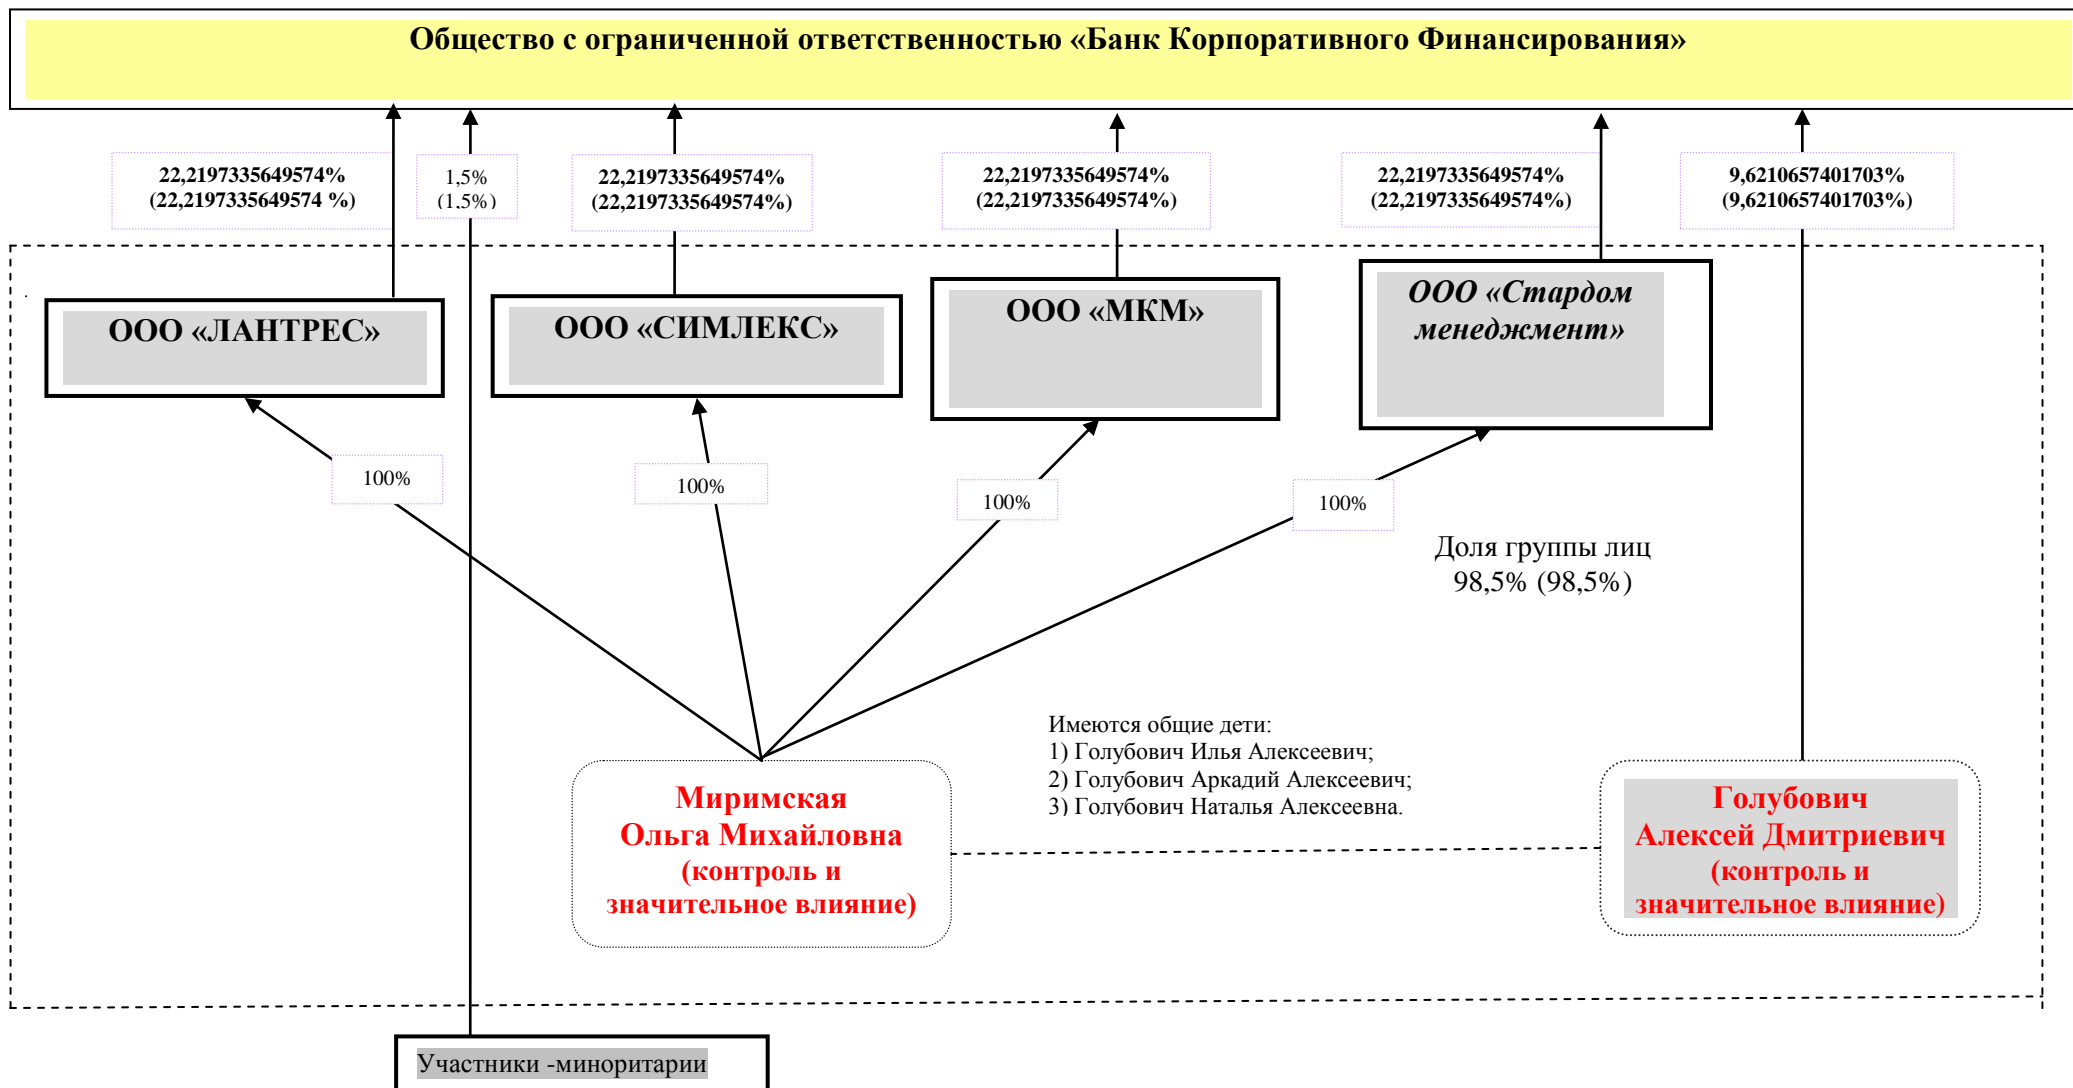 Общество с ограниченной ответственностью «Банк Корпоративного Финансирования»
22,2197335649574%
(22,2197335649574 %)
1,5%
(1.5%)
22,2197335649574%
(22,2197335649574%)
22,2197335649574%
(22,2197335649574%)
22,2197335649574%
(22,2197335649574%)
9,6210657401703%
(9,6210657401703%)
ООО «ЛАНТРЕС»
ООО «СИМЛЕКС»
ООО «МКМ»
ООО «Стардом
менеджмент»
100%
100%
100%
100%
Доля группы лиц
98,5% (98,5%)
Имеются общие дети:
1) Голубович Илья Алексеевич;
2) Голубович Аркадий Алексеевич;
3) Голубович Наталья Алексеевна.
Миримская
Ольга Михайловна
(контроль и
значительное влияние)
Голубович
Алексей Дмитриевич
(контроль и
значительное влияние)
Участники -миноритарии